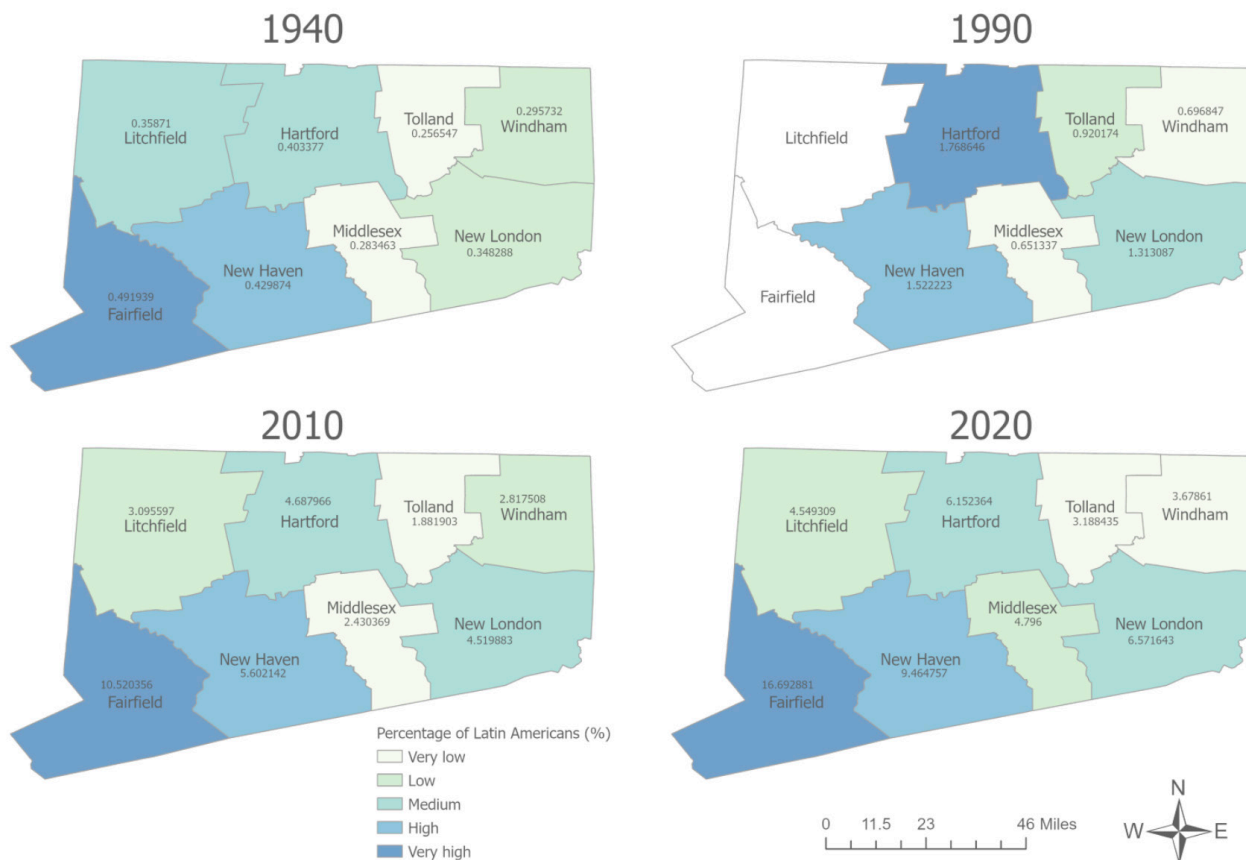 1940
0.35871
Litchfield
Hartford
0.403377
Tolland
0.256547
0.295732
Windham
Middlesex
0.283463
New London
0.348288
New Haven
0.429874
0.491939
Fairfield
1990
Litchfield
Hartford
1.768646
Tolland
0.920174
0.696847
Windham
Middlesex
0.651337
New London
1.313087
New Haven
1.522223
Fairfield
2010
3.095597
Litchfield
4.687966
Hartford
Tolland
1.881903
2.817508
Windham
Middlesex
2.430369
New London
4.519883
New Haven
5.602142
10.520356
Fairfield
2020
4.549309
Litchfield
6.152364
Hartford
Tolland
3.188435
3.67861
Windham
Middlesex
4.796
New London
6.571643
New Haven
9.464757
16.692881
Fairfield
Percentage of Latin Americans (%)
Very low
Low
Medium
High
Very high
0 11.5 23 46 Miles
N
W E
S